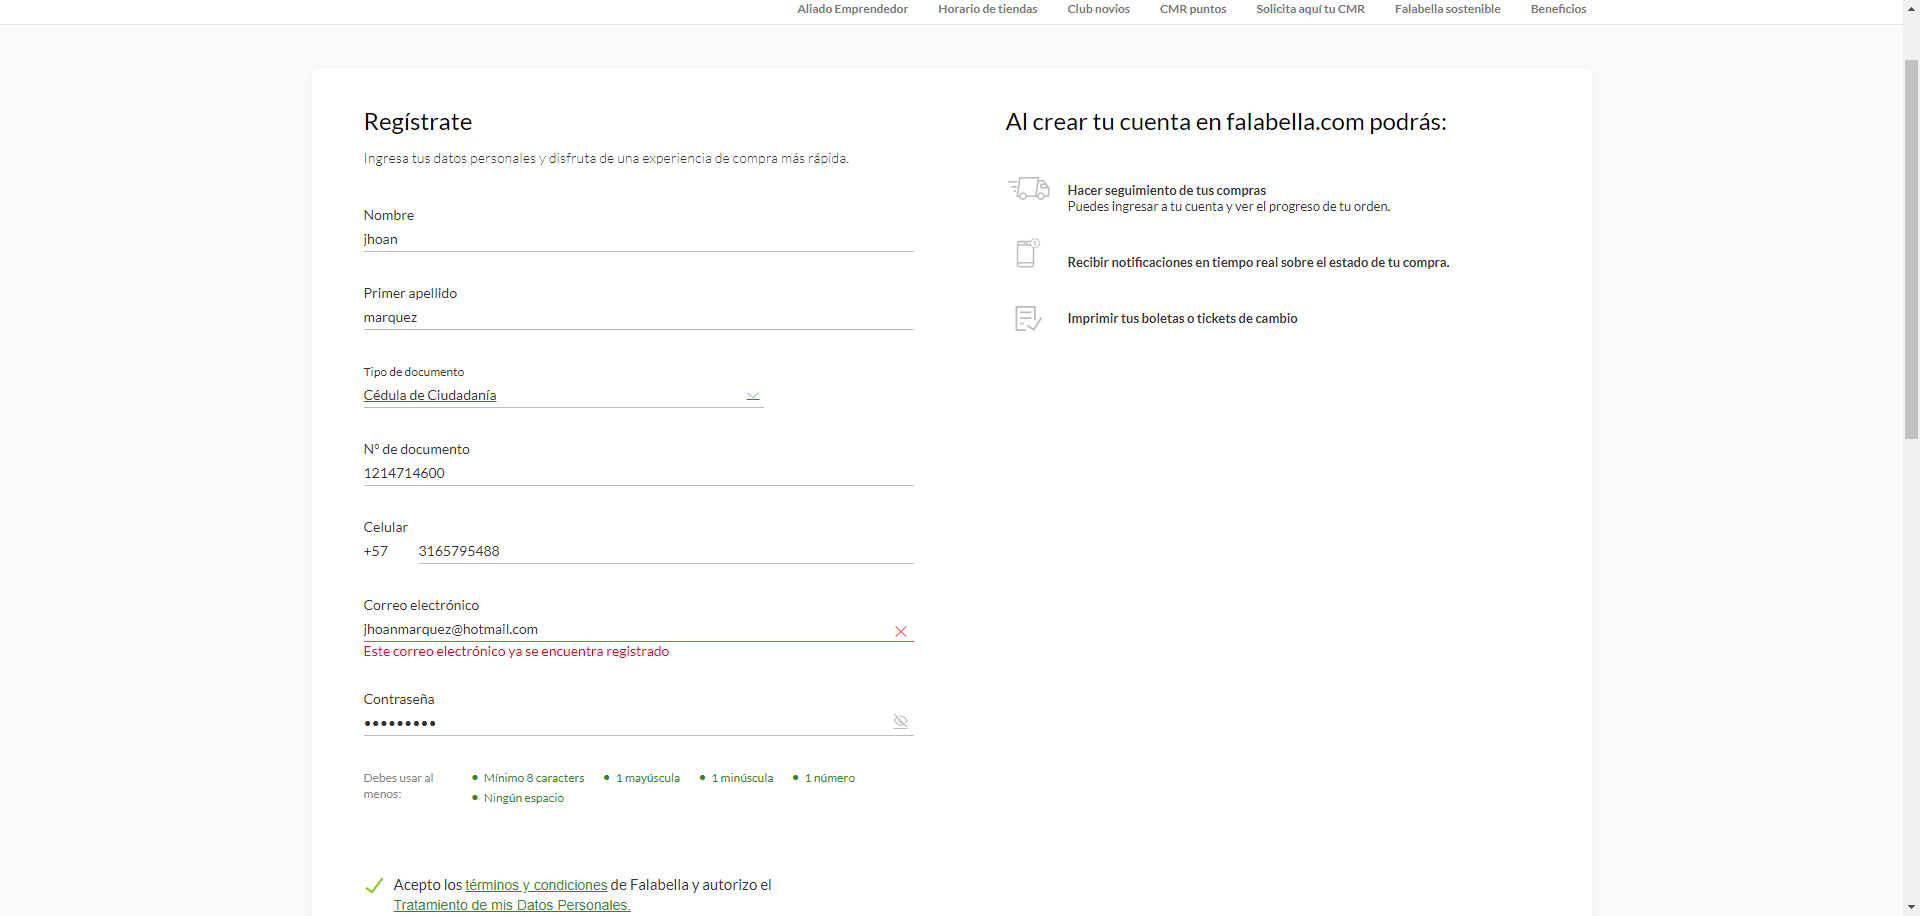 Aliado Emprendedor Horario de tiendas Club novios CMR puntos Solicita aquí tu CMR Falabella sostenible Beneficios
Regístrate
Ingresa tus datos personales y disfruta de una experiencia de compra más rápida.
Nombre
jhoan
Primer apellido
marquez
Tipo de documento
Cédula de Ciudadanía
N° de documento
1214714600
Celular
+57 3165795488
Correo electrónico
jhoanmarquez@hotmail.com
Este correo electrónico ya se encuentra registrado
Contraseña
•••••••••
Debes usar al
menos:
• Mínimo 8 caracters • 1 mayúscula • 1 minúscula • 1 número
• Ningún espacio
Acepto los términos y condiciones de Falabella y autorizo el
Tratamiento de mis Datos Personales.
Al crear tu cuenta en falabella.com podrás:
Hacer seguimiento de tus compras
Puedes ingresar a tu cuenta y ver el progreso de tu orden.
Recibir notificaciones en tiempo real sobre el estado de tu compra.
Imprimir tus boletas o tickets de cambio